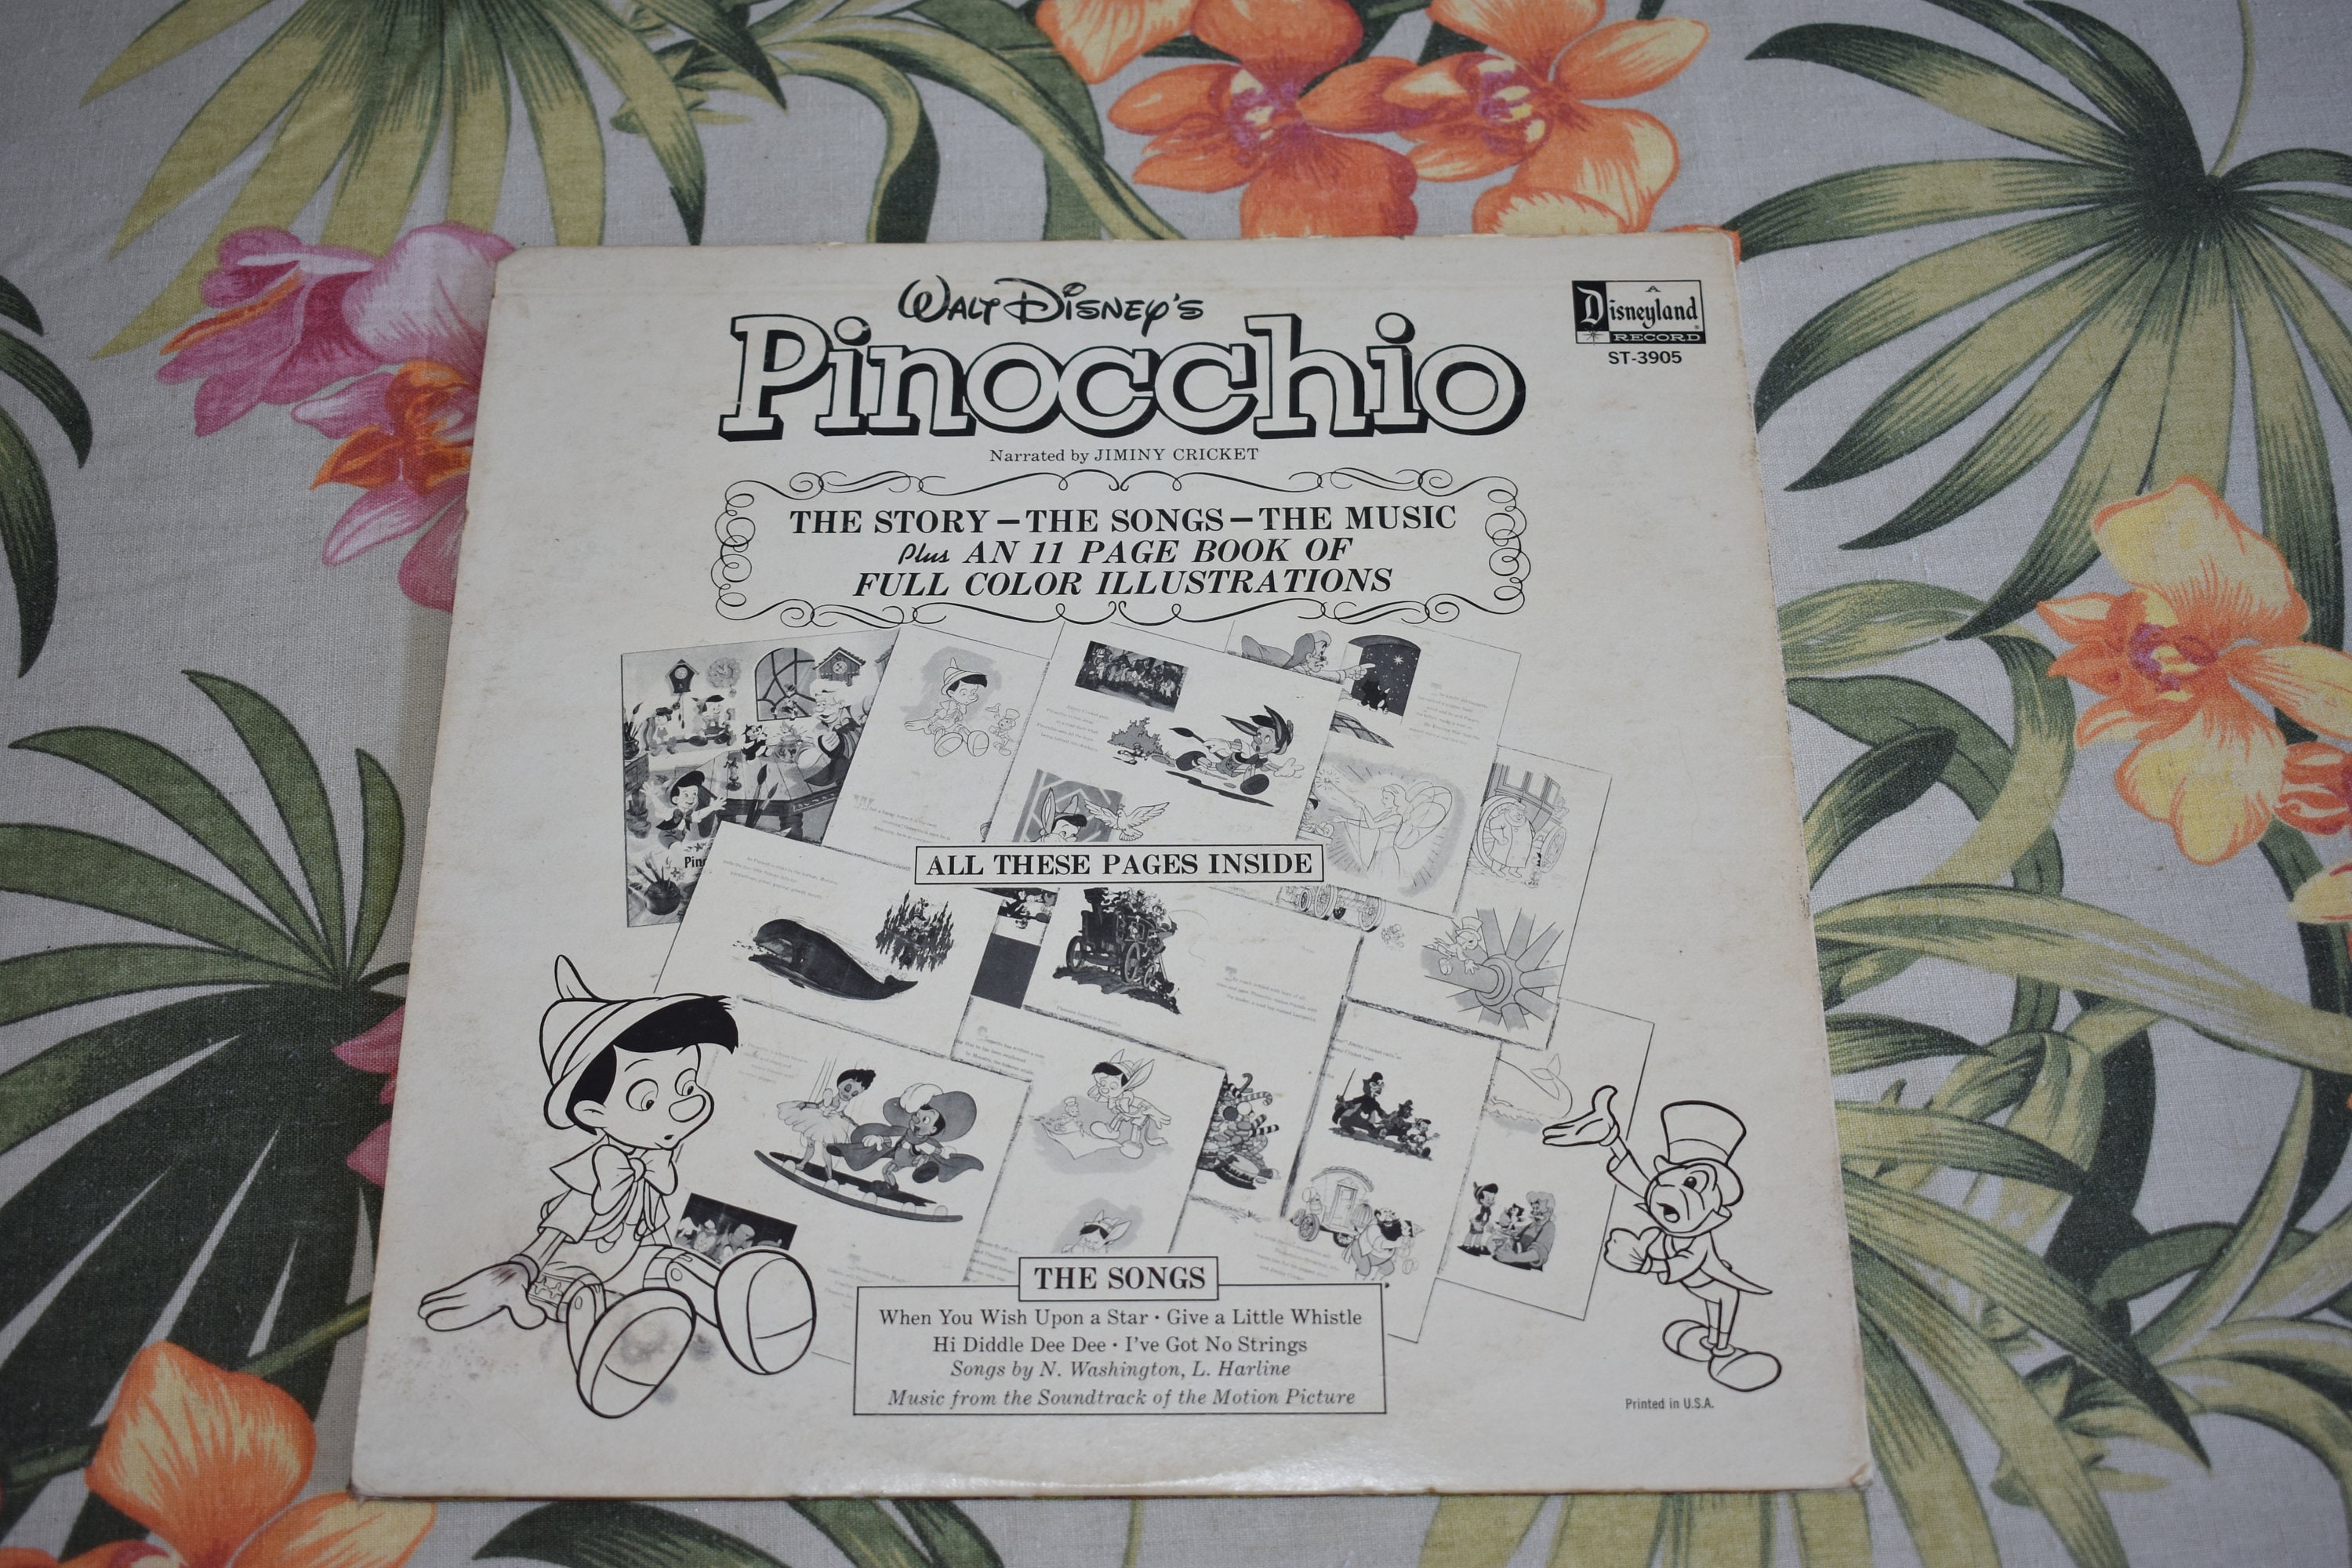 WALT DISNEY'S
Pinocchio
A
Disneyland
RECORD
ST-3905
Narrated by JIMINY CRICKET
THE STORY—THE SONGS—THE MUSIC
Plus AN 11 PAGE BOOK OF
FULL COLOR ILLUSTRATIONS
ALL THESE PAGES INSIDE
THE SONGS
When You Wish Upon a Star · Give a Little Whistle
Hi Diddle Dee Dee · I've Got No Strings
Songs by N. Washington, L. Harline
Music from the Soundtrack of the Motion Picture
Printed in U.S.A.